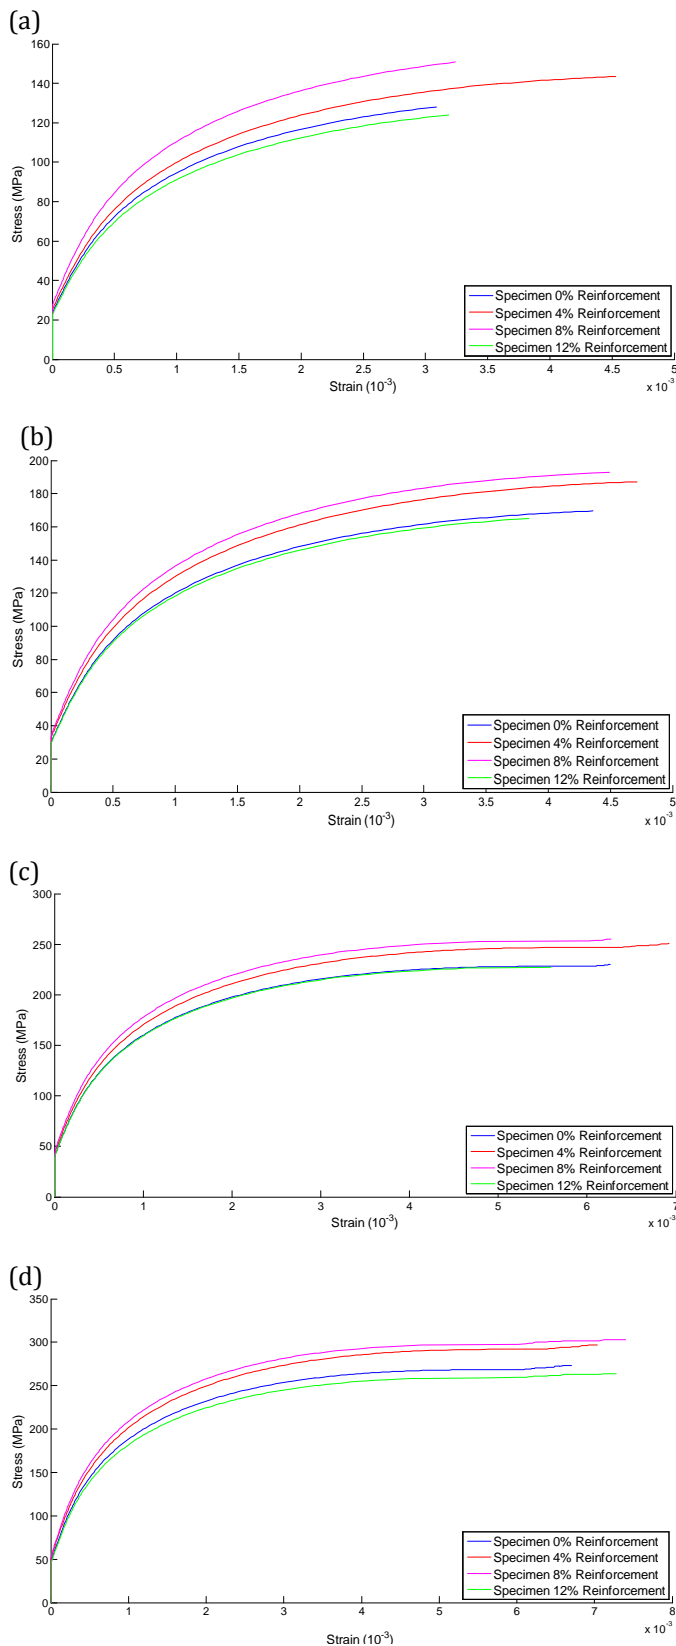 (a)
160
140
120
100
80
60
40
20
0
Stress (MPa)
Specimen 0% Reinforcement
Specimen 4% Reinforcement
Specimen 8% Reinforcement
Specimen 12% Reinforcement
0 0.5 1 1.5 2 2.5 3 3.5 4 4.5 5
Strain (10-3)
x 10-3
(b)
200
180
160
140
120
100
80
60
40
20
0
Stress (MPa)
Specimen 0% Reinforcement
Specimen 4% Reinforcement
Specimen 8% Reinforcement
Specimen 12% Reinforcement
0 0.5 1 1.5 2 2.5 3 3.5 4 4.5 5
Strain (10-3)
x 10-3
(c)
300
250
200
150
100
50
0
Stress (MPa)
Specimen 0% Reinforcement
Specimen 4% Reinforcement
Specimen 8% Reinforcement
Specimen 12% Reinforcement
0 1 2 3 4 5 6 7
Strain (10-3)
x 10-3
(d)
350
300
250
200
150
100
50
0
Stress (MPa)
Specimen 0% Reinforcement
Specimen 4% Reinforcement
Specimen 8% Reinforcement
Specimen 12% Reinforcement
0 1 2 3 4 5 6 7 8
Strain (10-3)
x 10-3